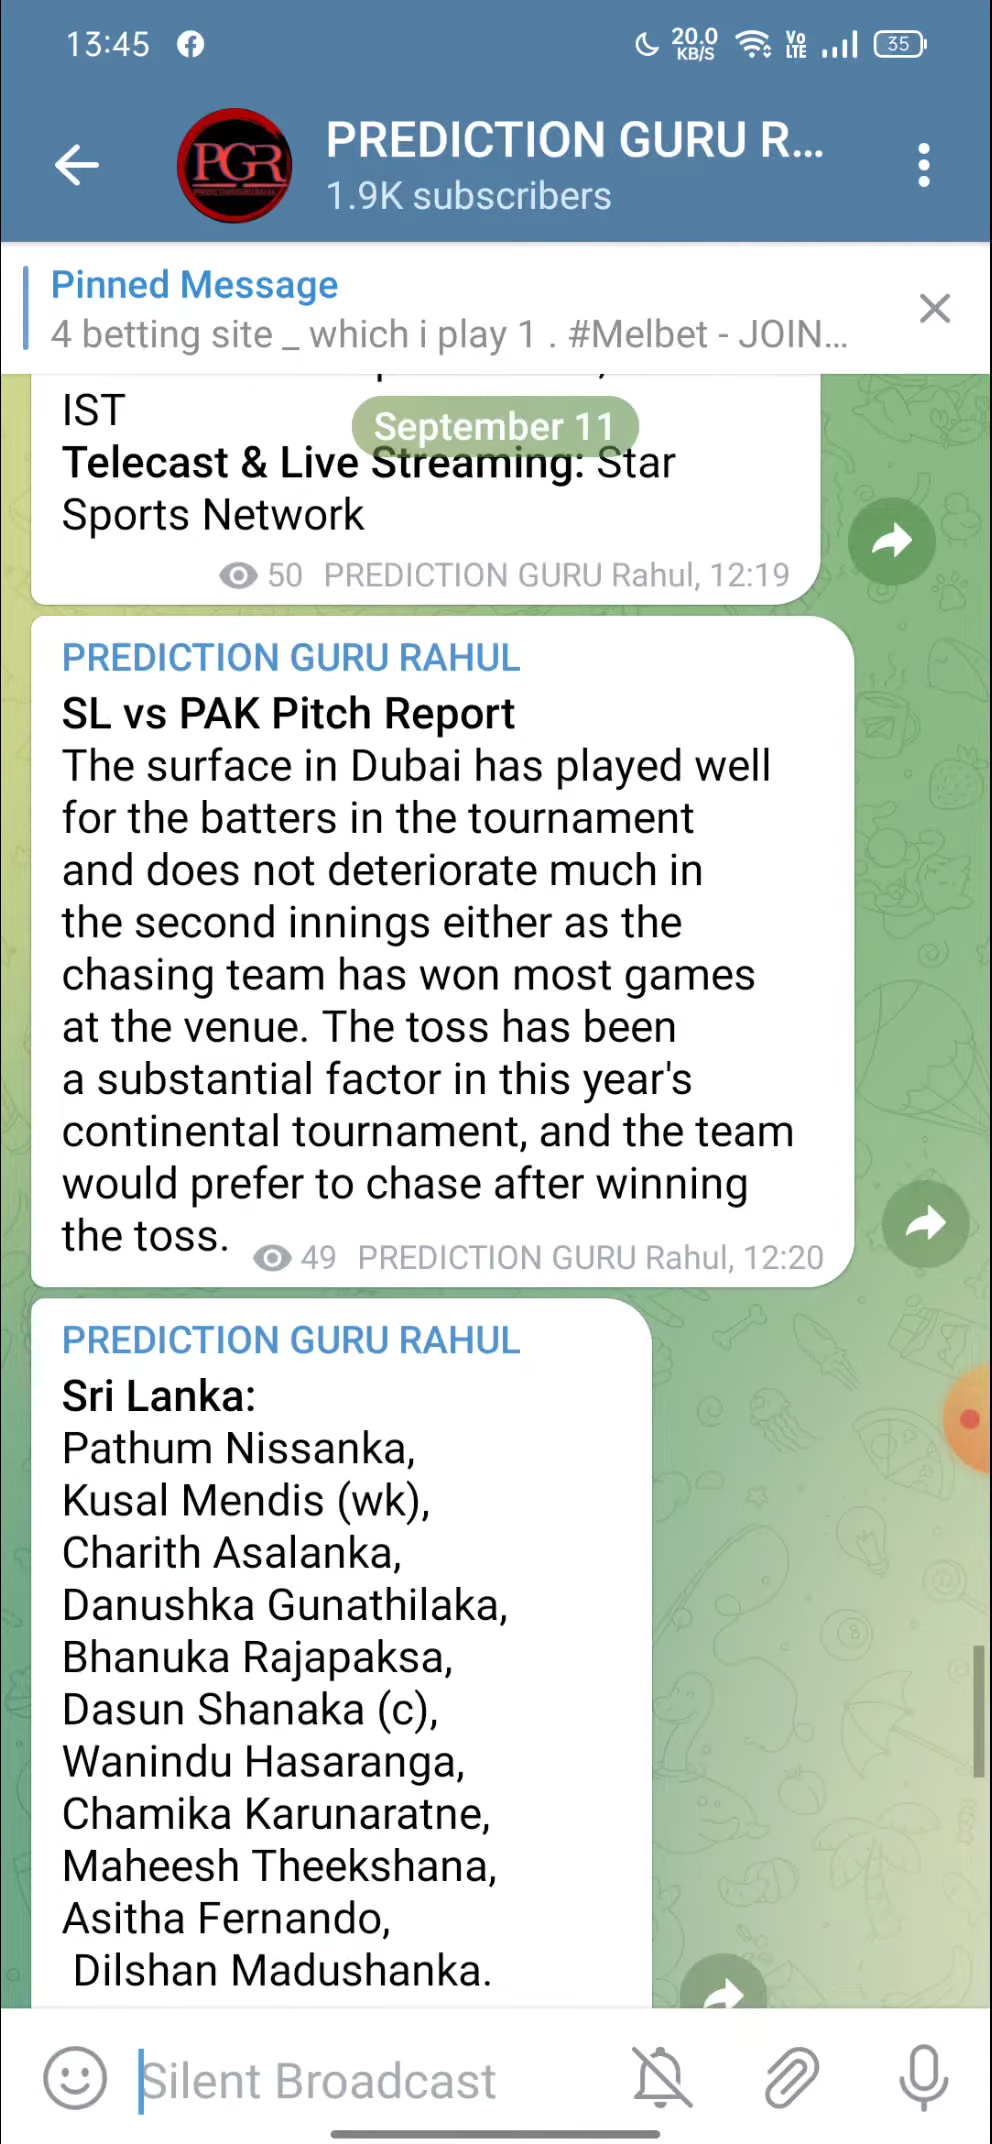 13:45
20.0
KB/S
Vo
LTE
35
PGR
PREDICTION GURU R...
1.9K subscribers
Pinned Message
4 betting site _ which i play 1 . #Melbet - JOIN...
IST
September 11
Telecast & Live Streaming: Star
Sports Network
50 PREDICTION GURU Rahul, 12:19
PREDICTION GURU RAHUL
SL vs PAK Pitch Report
The surface in Dubai has played well
for the batters in the tournament
and does not deteriorate much in
the second innings either as the
chasing team has won most games
at the venue. The toss has been
a substantial factor in this year's
continental tournament, and the team
would prefer to chase after winning
the toss.
49 PREDICTION GURU Rahul, 12:20
PREDICTION GURU RAHUL
Sri Lanka:
Pathum Nissanka,
Kusal Mendis (wk),
Charith Asalanka,
Danushka Gunathilaka,
Bhanuka Rajapaksa,
Dasun Shanaka (c),
Wanindu Hasaranga,
Chamika Karunaratne,
Maheesh Theekshana,
Asitha Fernando,
Dilshan Madushanka.
Silent Broadcast